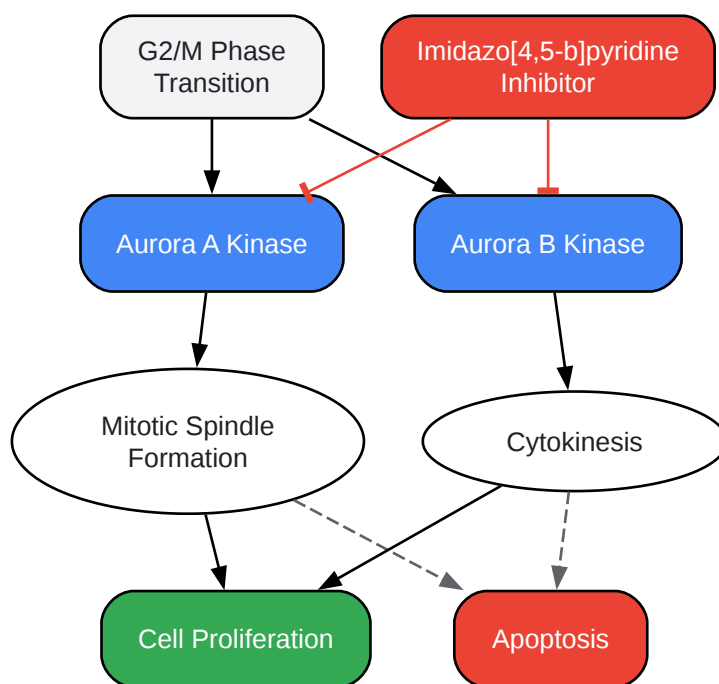 G2/M Phase
Transition
Imidazo[4,5-b]pyridine
Inhibitor
Aurora A Kinase
Aurora B Kinase
Mitotic Spindle
Formation
Cytokinesis
Cell Proliferation
Apoptosis